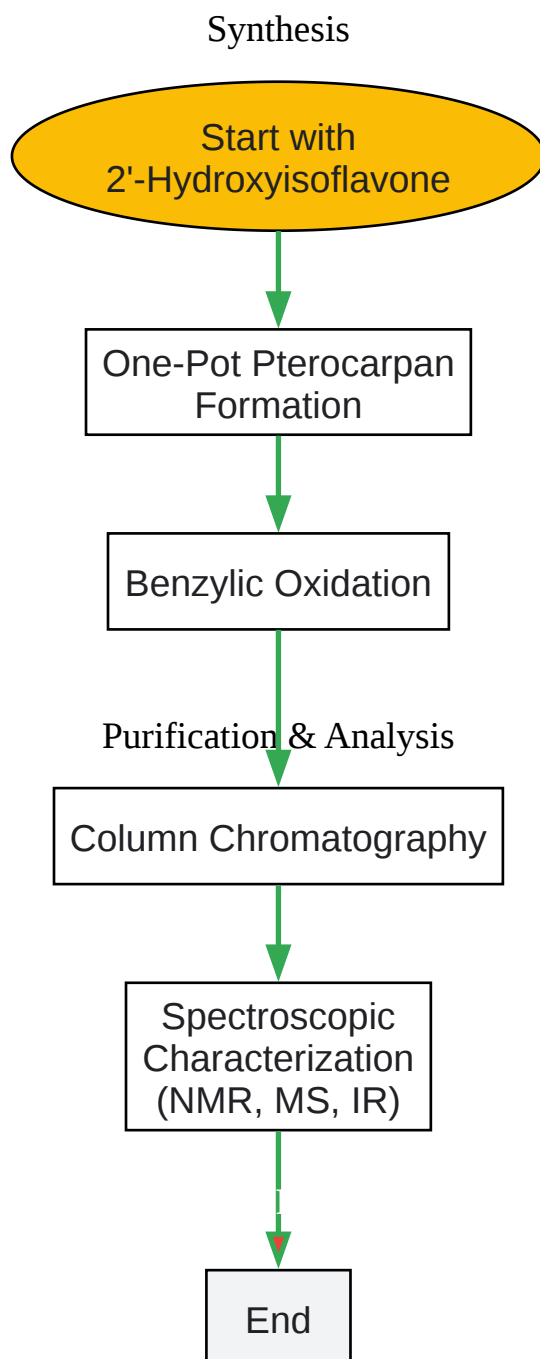 Synthesis
Start with
2'-Hydroxyisoflavone
One-Pot Pterocarpan
Formation
Benzylic Oxidation
Purification & Analysis
Column Chromatography
Spectroscopic
Characterization
(NMR, MS, IR)
End